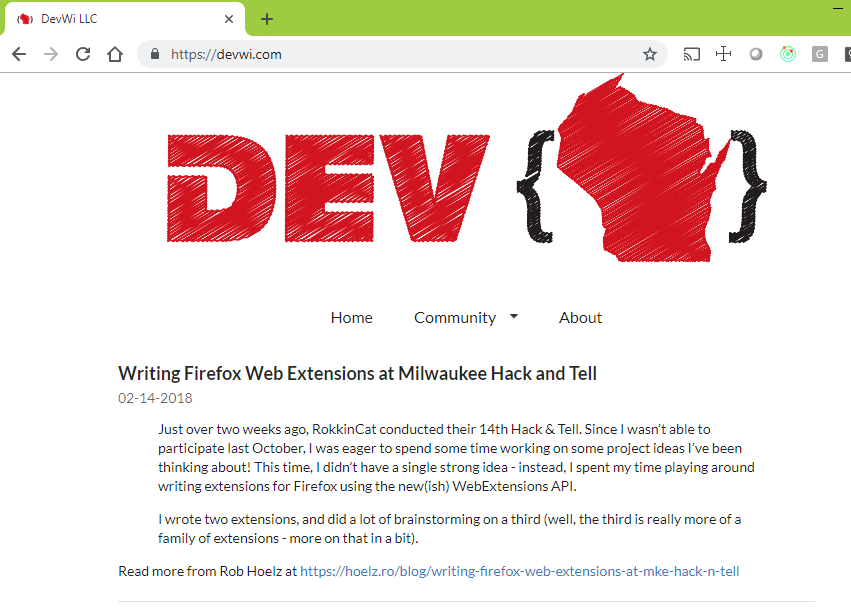 DevWi LLC
https://devwi.com
G
DEV { }
Home Community About
Writing Firefox Web Extensions at Milwaukee Hack and Tell
02-14-2018
Just over two weeks ago, RokkinCat conducted their 14th Hack & Tell. Since I wasn’t able to
participate last October, I was eager to spend some time working on some project ideas I’ve been
thinking about! This time, I didn’t have a single strong idea - instead, I spent my time playing around
writing extensions for Firefox using the new(ish) WebExtensions API.
I wrote two extensions, and did a lot of brainstorming on a third (well, the third is really more of a
family of extensions - more on that in a bit).
Read more from Rob Hoelz at https://hoelz.ro/blog/writing-firefox-web-extensions-at-mke-hack-n-tell